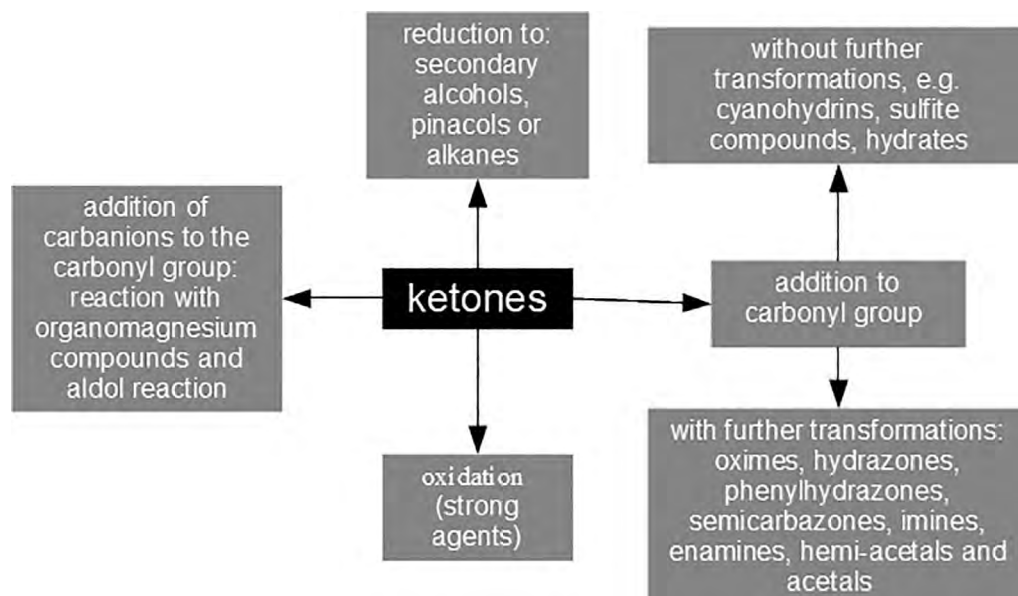 reduction to:
secondary
alcohols,
pinacols or
alkanes
without further
transformations, e.g.
cyanohydrins, sulfite
compounds, hydrates
addition of
carbanions to the
carbonyl group:
reaction with
organomagnesium
compounds and
aldol reaction
ketones
addition to
carbonyl group
oxidation
(strong
agents)
with further transformations:
oximes, hydrazones,
phenylhydrazones,
semicarbazones, imines,
enamines, hemi-acetals and
acetals